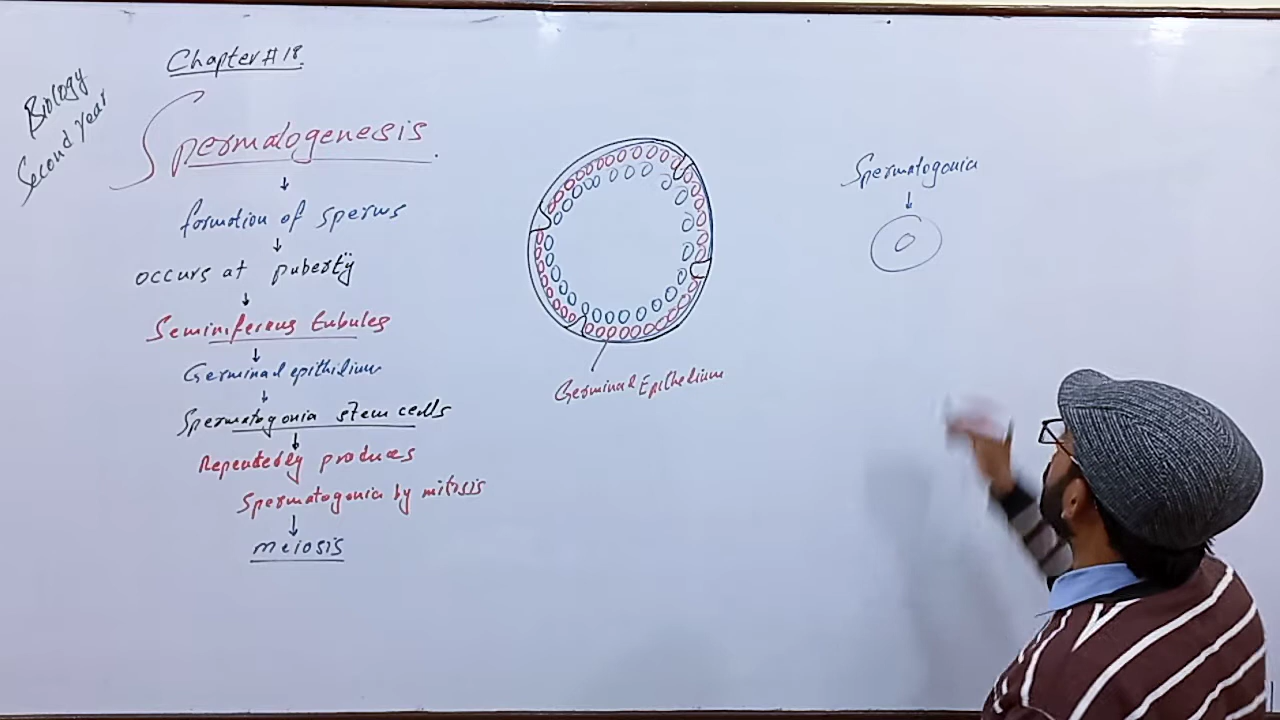 Biology
Second Year
Chapter # 18.
Spermatogenesis.
formation of sperms
occurs at puberty
Seminiferous tubules
Germinal epithilium
Spermatogonia stem cells
Repeatedly produces
Spermatogonia by mitosis
meiosis
Germinal Epithelium
Spermatogonia